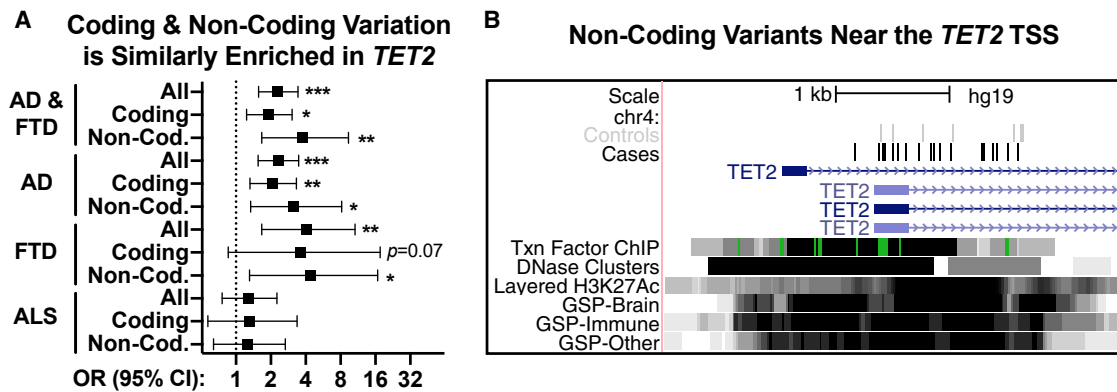 A
Coding & Non-Coding Variation
is Similarly Enriched in TET2
AD &
FTD
All
***
Coding
*
Non-Cod.
**
AD
All
***
Coding
**
Non-Cod.
*
FTD
All
**
Coding
p=0.07
Non-Cod.
*
ALS
All
Coding
Non-Cod.
OR (95% CI): 1 2 4 8 16 32
B
Non-Coding Variants Near the TET2 TSS
Scale 1 kb hg19
chr4:
Controls
Cases
TET2
TET2
TET2
TET2
Txn Factor ChIP
DNase Clusters
Layered H3K27Ac
GSP-Brain
GSP-Immune
GSP-Other